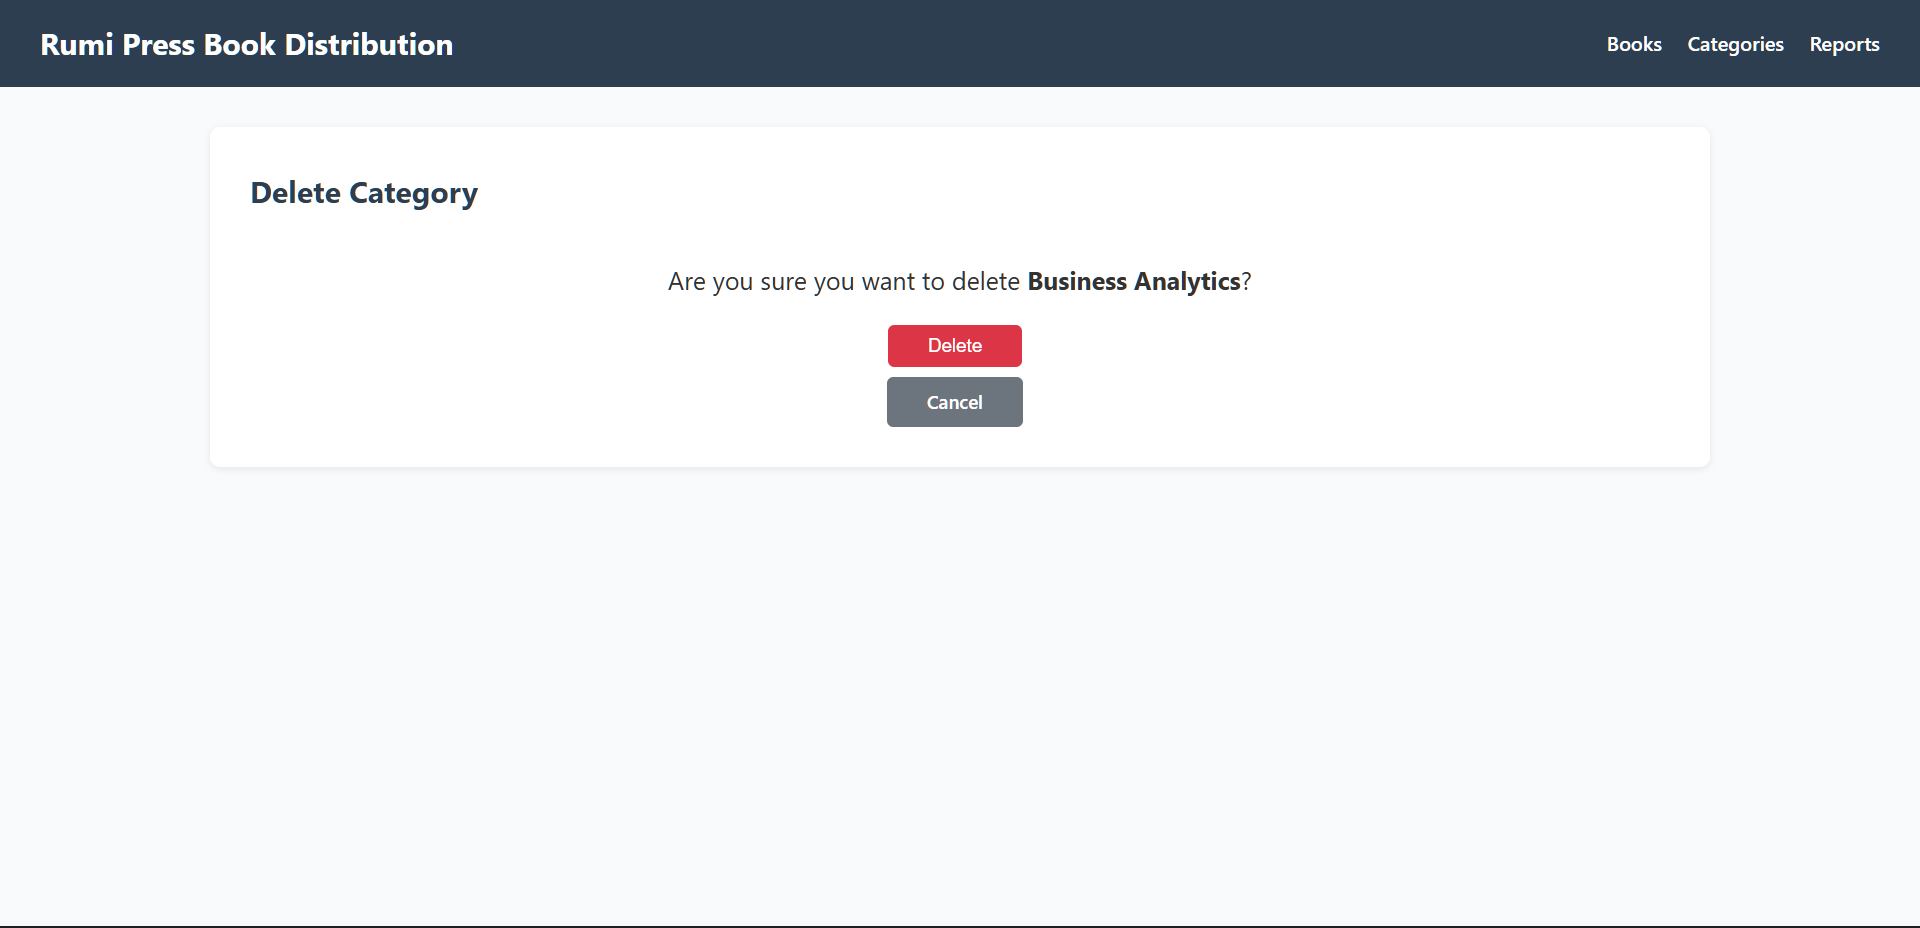 Rumi Press Book Distribution
Books Categories Reports
Delete Category
Are you sure you want to delete Business Analytics?
Delete
Cancel